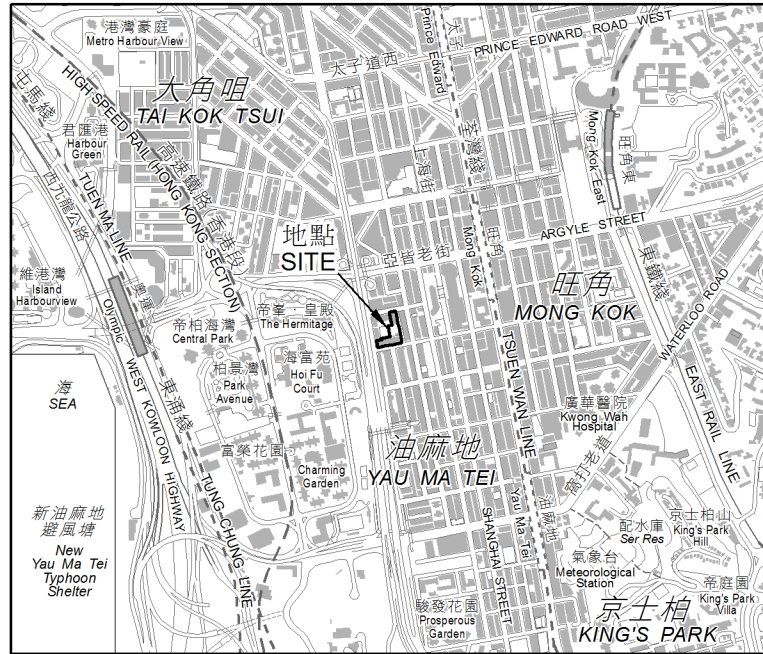 港灣豪庭
Metro Harbour View
太子
Prince Edward
PRINCE EDWARD ROAD WEST
太子道西
屯馬綫
HIGH SPEED RAIL (HONG KONG SECTION)
大角咀
TAI KOK TSUI
荃灣綫
君匯港
Harbour
Green
高速鐵路
香港段
上海街
旺角東
Mong Kok East
西九龍公路
TUEN MA LINE
地點
SITE
ARGYLE STREET
亞皆老街
旺角
Mong Kok
東鐵綫
維港灣
Island
Harbourview
奧運
Olympic
旺角
MONG KOK
WATERLOO ROAD
帝峯．皇殿
The Hermitage
帝柏海灣
Central Park
海富苑
Hoi Fu
Court
柏景灣
Park
Avenue
TSUEN WAN LINE
EAST RAIL LINE
海
SEA
WEST KOWLOON HIGHWAY
東涌綫
廣華醫院
Kwong Wah
Hospital
富榮花園
Charming
Garden
油麻地
YAU MA TEI
窩打老道
TUNG CHUNG LINE
油麻地
Yau Ma Tei
新油麻地
避風塘
New
Yau Ma Tei
Typhoon
Shelter
SHANGHAI STREET
配水庫
Ser Res
京士柏山
King's Park
Hill
氣象台
Meteorological
Station
駿發花園
Prosperous
Garden
帝庭園
King's Park
Villa
京士柏
KING'S PARK